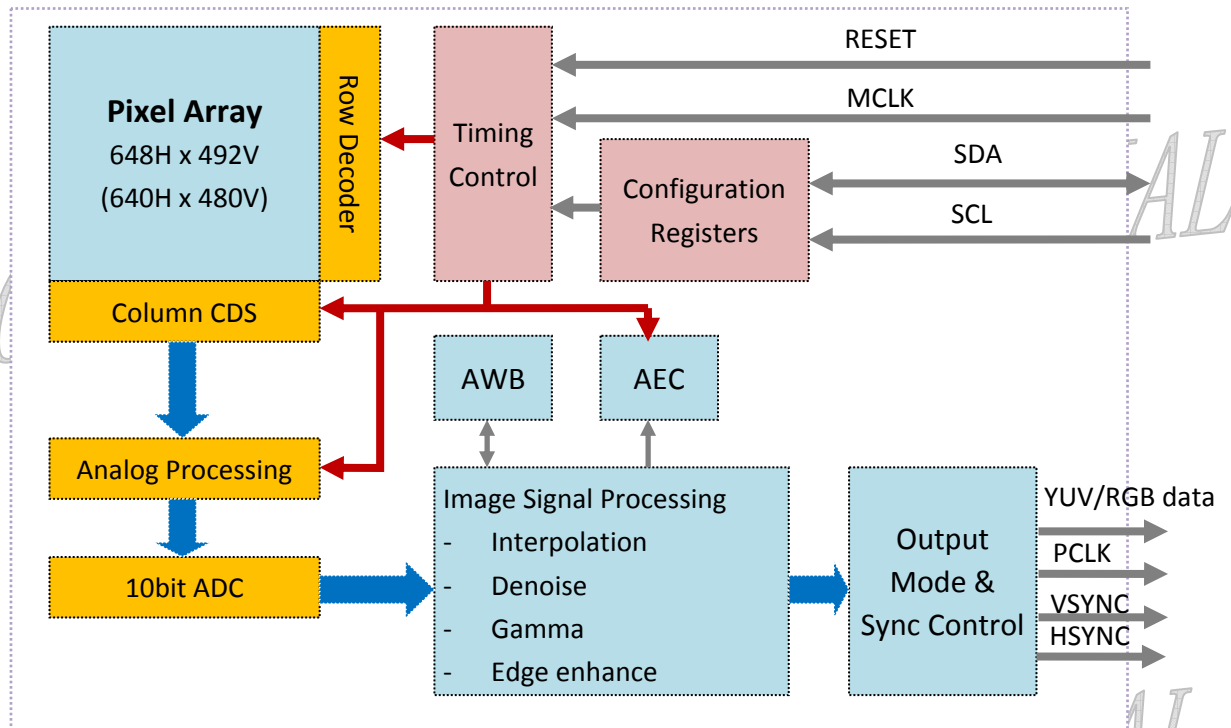 Pixel Array
648H x 492V
(640H x 480V)
Row Decoder
Timing
Control
RESET
MCLK
SDA
SCL
Configuration
Registers
Column CDS
AWB
AEC
Analog Processing
10bit ADC
Image Signal Processing
- Interpolation
- Denoise
- Gamma
- Edge enhance
Output
Mode &
Sync Control
YUV/RGB data
PCLK
VSYNC
HSYNC